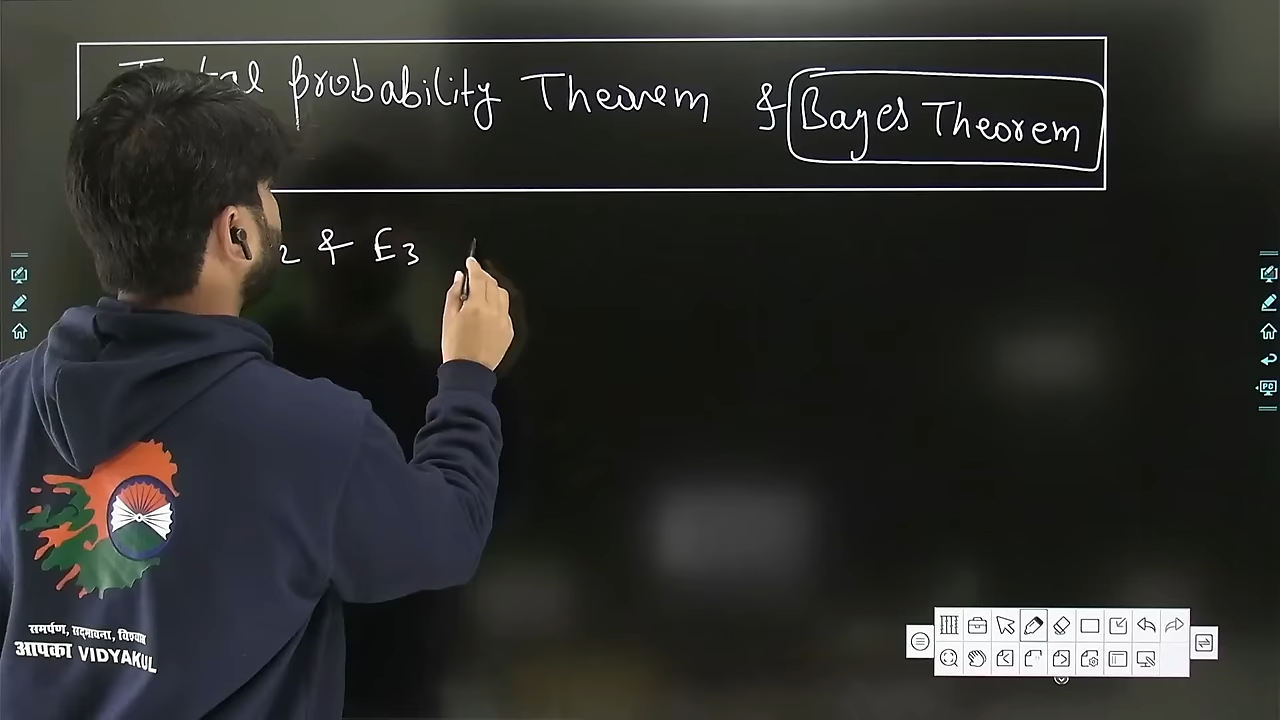 probability Theorem & Bayes Theorem
2 & E3
समर्पण, सद्भावना, विश्वास
आपका VIDYAKUL